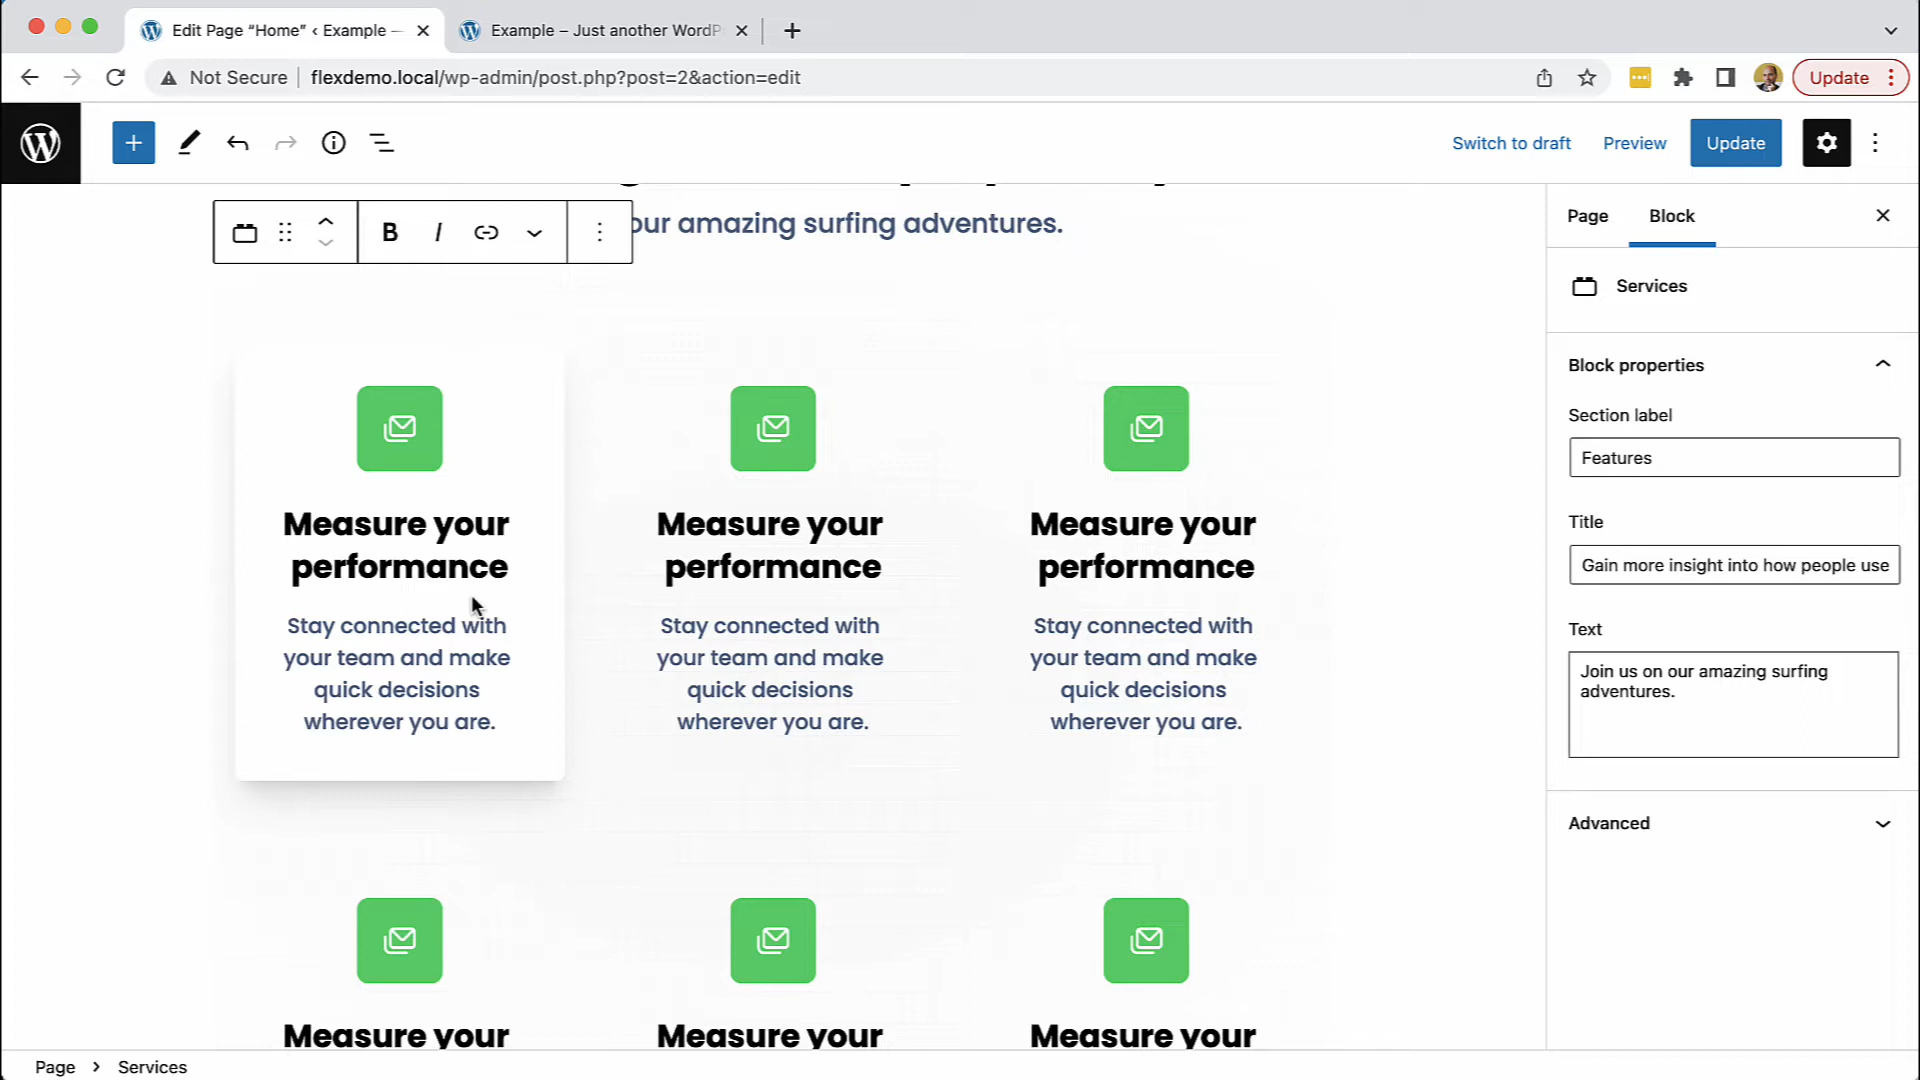 Edit Page “Home” ‹ Example —
Example – Just another WordP
Not Secure
flexdemo.local/wp-admin/post.php?post=2&action=edit
Update
Switch to draft
Preview
Update
B
I
our amazing surfing adventures.
Page
Block
Services
Block properties
Section label
Features
Title
Gain more insight into how people use
Text
Join us on our amazing surfing
adventures.
Advanced
Measure your
performance
Stay connected with
your team and make
quick decisions
wherever you are.
Measure your
performance
Stay connected with
your team and make
quick decisions
wherever you are.
Measure your
performance
Stay connected with
your team and make
quick decisions
wherever you are.
Measure your
Measure your
Measure your
Page
Services